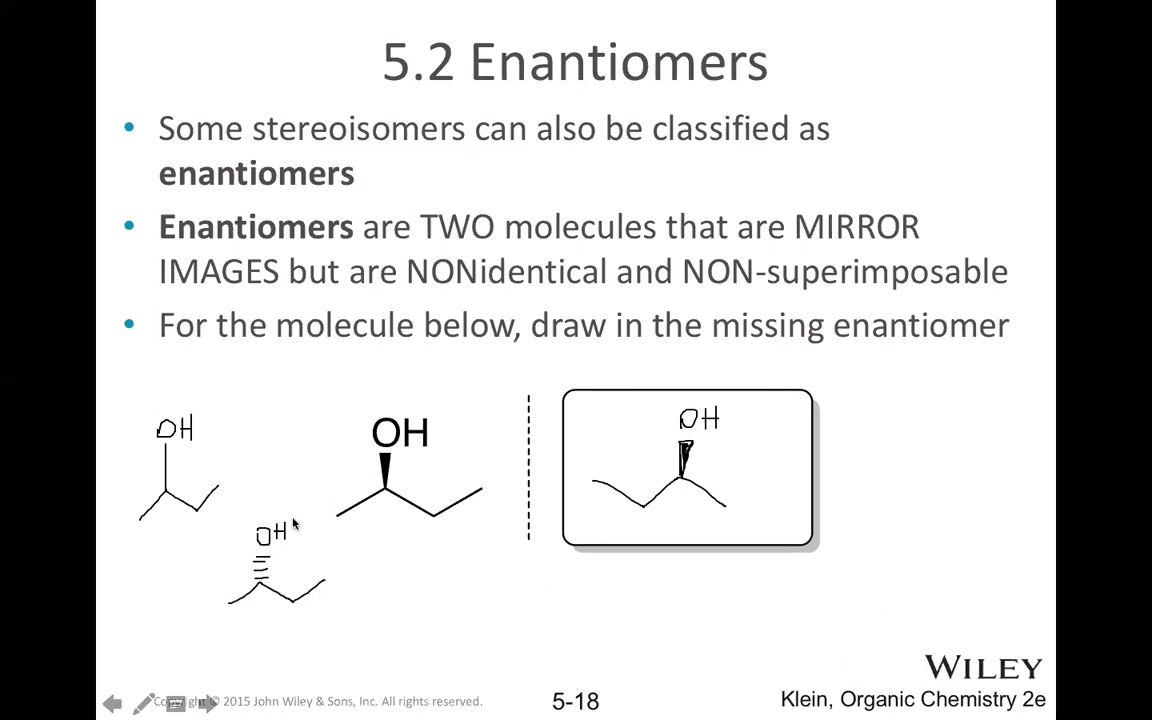 5.2 Enantiomers
• Some stereoisomers can also be classified as
enantiomers
• Enantiomers are TWO molecules that are MIRROR
IMAGES but are NONidentical and NON-superimposable
• For the molecule below, draw in the missing enantiomer
OH
OH
OH
OH
WILEY
Copyright © 2015 John Wiley & Sons, Inc. All rights reserved.
5-18
Klein, Organic Chemistry 2e